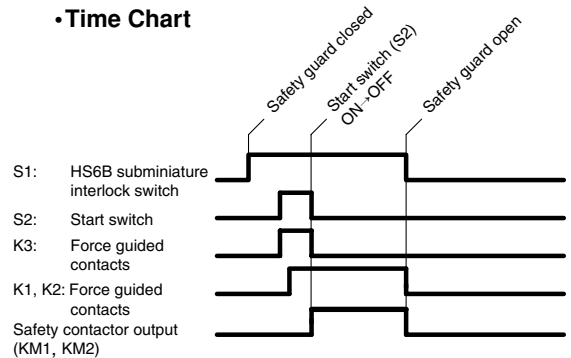 •Time Chart
Safety guard closed
Start switch (S2)
ON→OFF
Safety guard open
S1: HS6B subminiature
interlock switch
S2: Start switch
K3: Force guided
contacts
K1, K2: Force guided
contacts
Safety contactor output
(KM1, KM2)